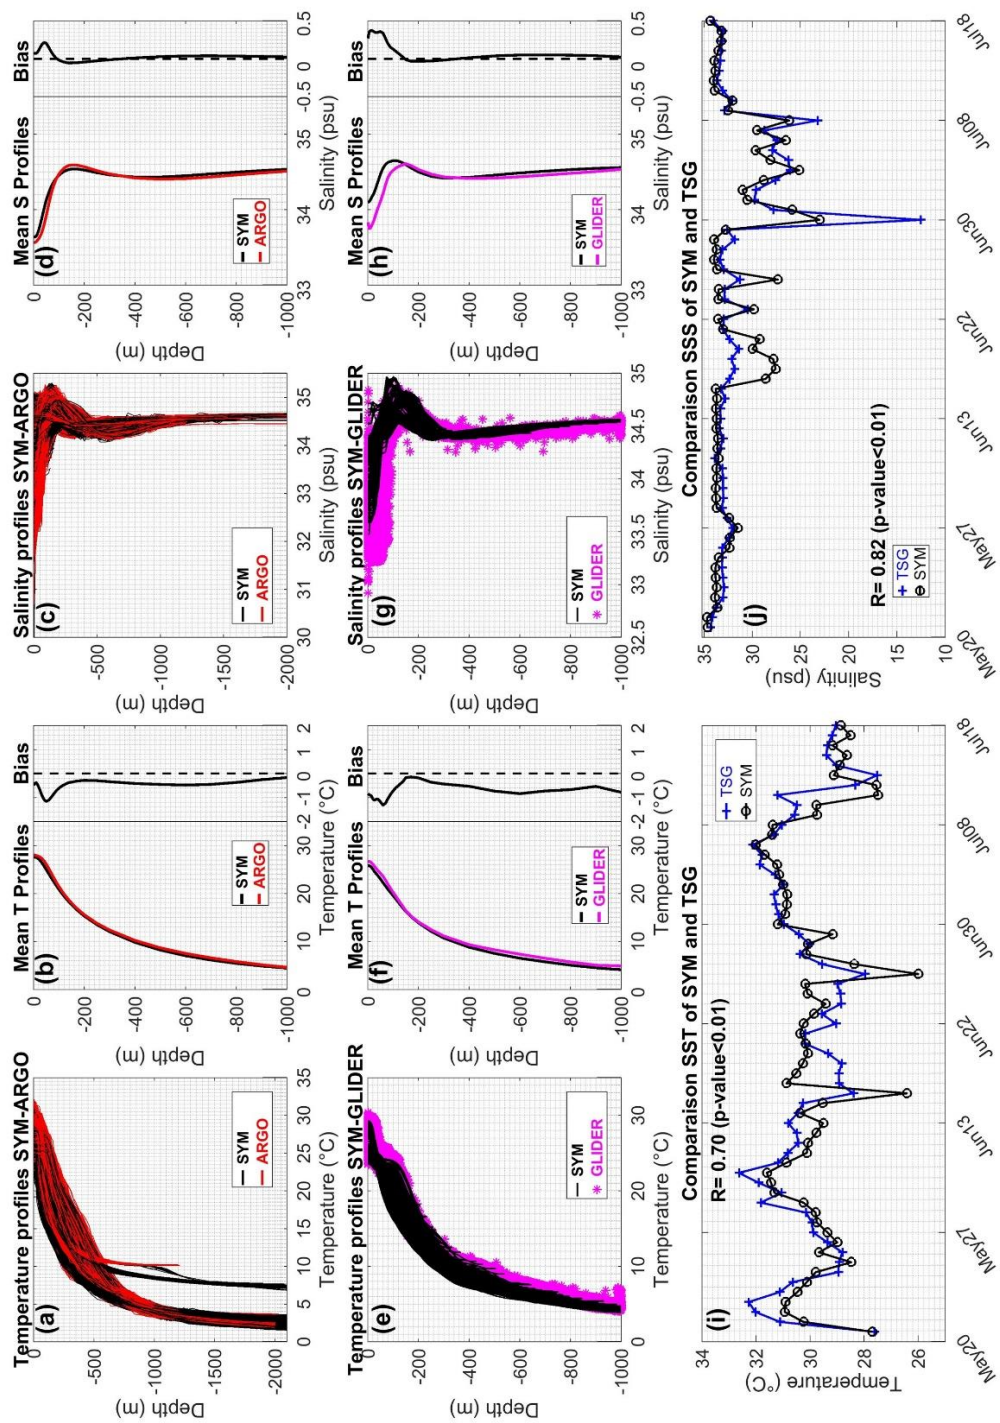 Temperature profiles SYM-ARGO
(a)
0
-500
-1000
-1500
-2000
Depth (m)
0 5 10 15 20 25 30 35
Temperature (°C)
SYM
ARGO
Mean T Profiles
Bias
(b)
0
-200
-400
-600
-800
-1000
Depth (m)
0 10 20 30
-2 -1 0 1 2
Temperature (°C)
SYM
ARGO
Salinity profiles SYM-ARGO
(c)
0
-500
-1000
-1500
-2000
Depth (m)
30 31 32 33 34 35
Salinity (psu)
SYM
ARGO
Mean S Profiles
Bias
(d)
0
-200
-400
-600
-800
-1000
Depth (m)
33 34 35
-0.5 0 0.5
Salinity (psu)
SYM
ARGO
Temperature profiles SYM-GLIDER
(e)
0
-200
-400
-600
-800
-1000
Depth (m)
0 5 10 15 20 25 30 35
Temperature (°C)
SYM
GLIDER
Mean T Profiles
Bias
(f)
0
-200
-400
-600
-800
-1000
Depth (m)
0 10 20 30
-2 -1 0 1 2
Temperature (°C)
SYM
GLIDER
Salinity profiles SYM-GLIDER
(g)
0
-200
-400
-600
-800
-1000
Depth (m)
32.5 33 33.5 34 34.5 35
Salinity (psu)
SYM
GLIDER
Mean S Profiles
Bias
(h)
0
-200
-400
-600
-800
-1000
Depth (m)
33 34 35
-0.5 0 0.5
Salinity (psu)
SYM
GLIDER
Comparaison SST of SYM and TSG
(i)
R= 0.70 (p-value<0.01)
TSG
SYM
34
32
30
28
26
Temperature (°C)
May20 May27 Jun13 Jun22 Jun30 Jul08 Jul18
Comparaison SSS of SYM and TSG
(j)
R= 0.82 (p-value<0.01)
TSG
SYM
35
30
25
20
15
10
Salinity (psu)
May20 May27 Jun13 Jun22 Jun30 Jul08 Jul18